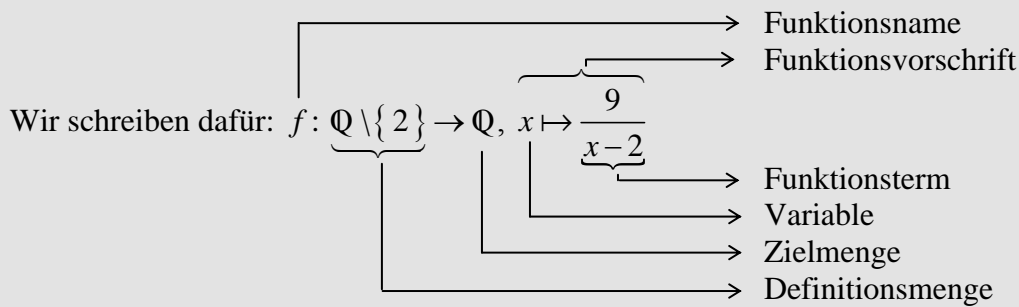 Funktionsname
Funktionsvorschrift
Wir schreiben dafür: f : ℚ \ { 2 } → ℚ, x ↦ 9 / (x − 2)
Funktionsterm
Variable
Zielmenge
Definitionsmenge